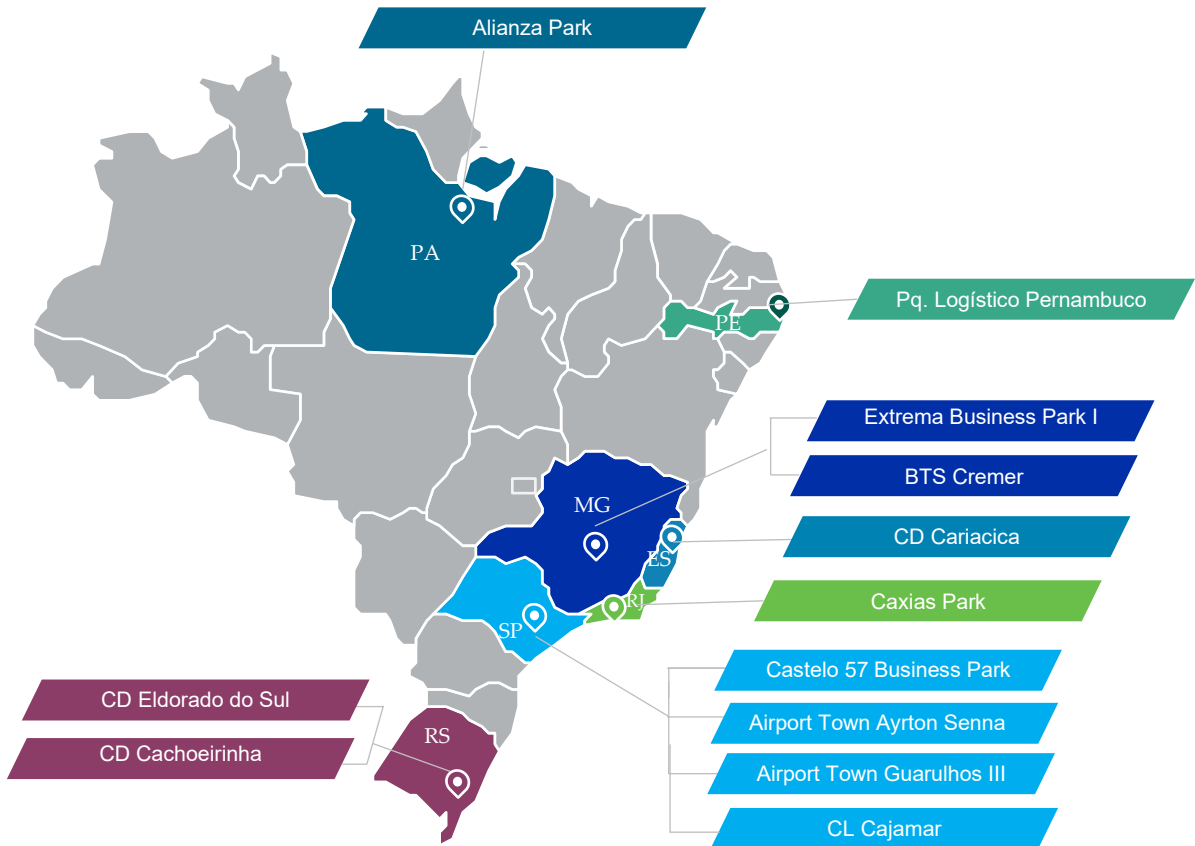 Alianza Park
PA
Pq. Logístico Pernambuco
PE
Extrema Business Park I
BTS Cremer
MG
CD Cariacica
ES
Caxias Park
RJ
SP
Castelo 57 Business Park
CD Eldorado do Sul
Airport Town Ayrton Senna
RS
CD Cachoeirinha
Airport Town Guarulhos III
CL Cajamar